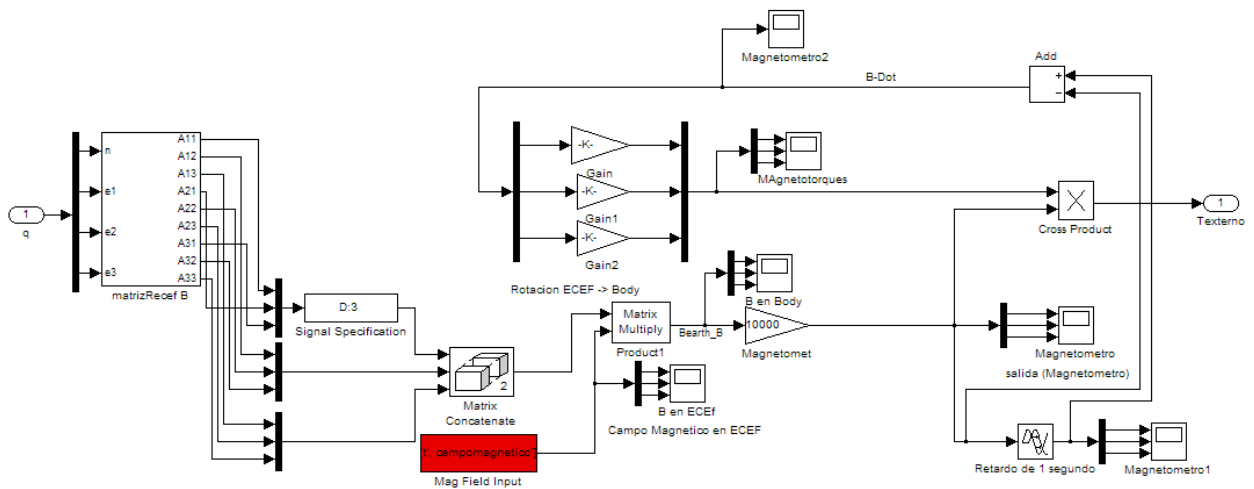 Magnetometro2
B-Dot
Add
+
−
1
q
n
e1
e2
e3
A11
A12
A13
A21
A22
A23
A31
A32
A33
matrizRecef B
-K-
Gain
-K-
Gain1
-K-
Gain2
MAgnetotorques
Cross Product
1
Texterno
D:3
Signal Specification
Rotacion ECEF -> Body
Matrix
Multiply
Product1
Bearth_B
B en Body
10000
Magnetomet
Magnetometro
salida (Magnetometro)
2
Matrix
Concatenate
B en ECEf
Campo Magnetico en ECEF
t', campomagnetico'
Mag Field Input
Retardo de 1 segundo
Magnetometro1